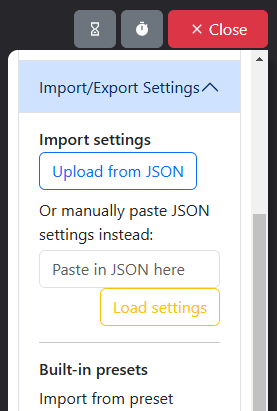 Close
Import/Export Settings
Import settings
Upload from JSON
Or manually paste JSON
settings instead:
Paste in JSON here
Load settings
Built-in presets
Import from preset